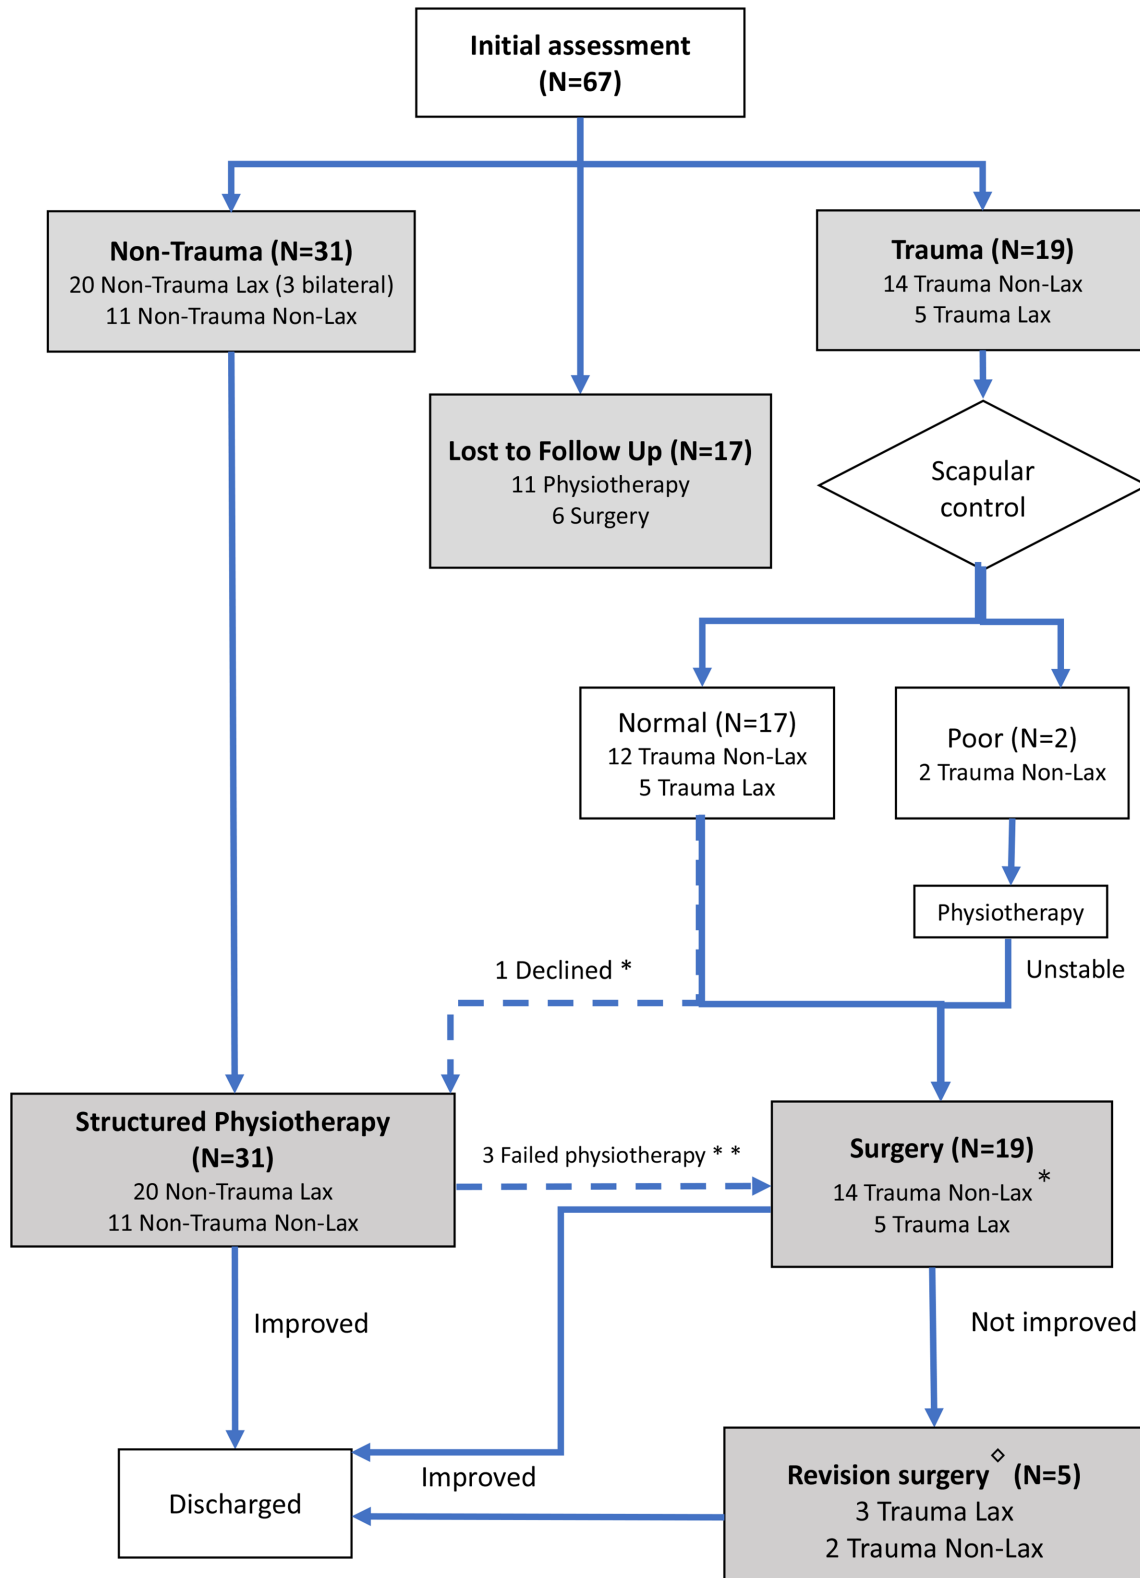 Initial assessment
(N=67)
Non-Trauma (N=31)
20 Non-Trauma Lax (3 bilateral)
11 Non-Trauma Non-Lax
Trauma (N=19)
14 Trauma Non-Lax
5 Trauma Lax
Lost to Follow Up (N=17)
11 Physiotherapy
6 Surgery
Scapular
control
Normal (N=17)
12 Trauma Non-Lax
5 Trauma Lax
Poor (N=2)
2 Trauma Non-Lax
Physiotherapy
1 Declined *
Unstable
Structured Physiotherapy
(N=31)
20 Non-Trauma Lax
11 Non-Trauma Non-Lax
3 Failed physiotherapy * *
Surgery (N=19)
14 Trauma Non-Lax *
5 Trauma Lax
Improved
Not improved
Discharged
Improved
Revision surgery◇ (N=5)
3 Trauma Lax
2 Trauma Non-Lax